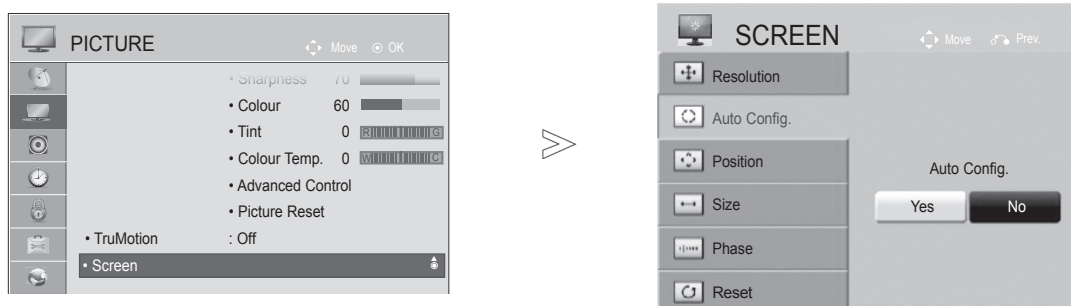 PICTURE
Move OK
• Sharpness 70
• Colour 60
• Tint 0 R G
• Colour Temp. 0 W C
• Advanced Control
• Picture Reset
• TruMotion : Off
• Screen
SCREEN
Move Prev.
Resolution
Auto Config.
Position
Size
Phase
Reset
Auto Config.
Yes No